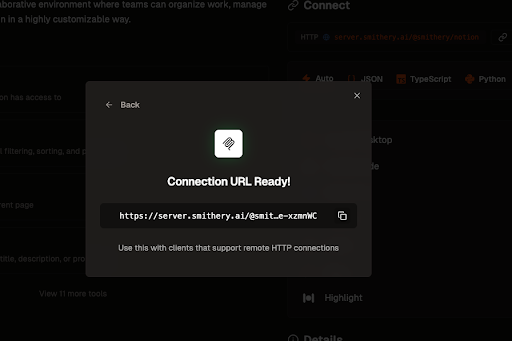 aborative environment where teams can organize work, manage
n in a highly customizable way.
Connect
HTTP server.smithery.ai/@smithery/notion
Auto
JSON
TypeScript
Python
on has access to
filtering, sorting, and p
rent page
title, description, or pro
View 11 more tools
Back
Connection URL Ready!
https://server.smithery.ai/@smit…e-xzmnWC
Use this with clients that support remote HTTP connections
ktop
de
Highlight
Details